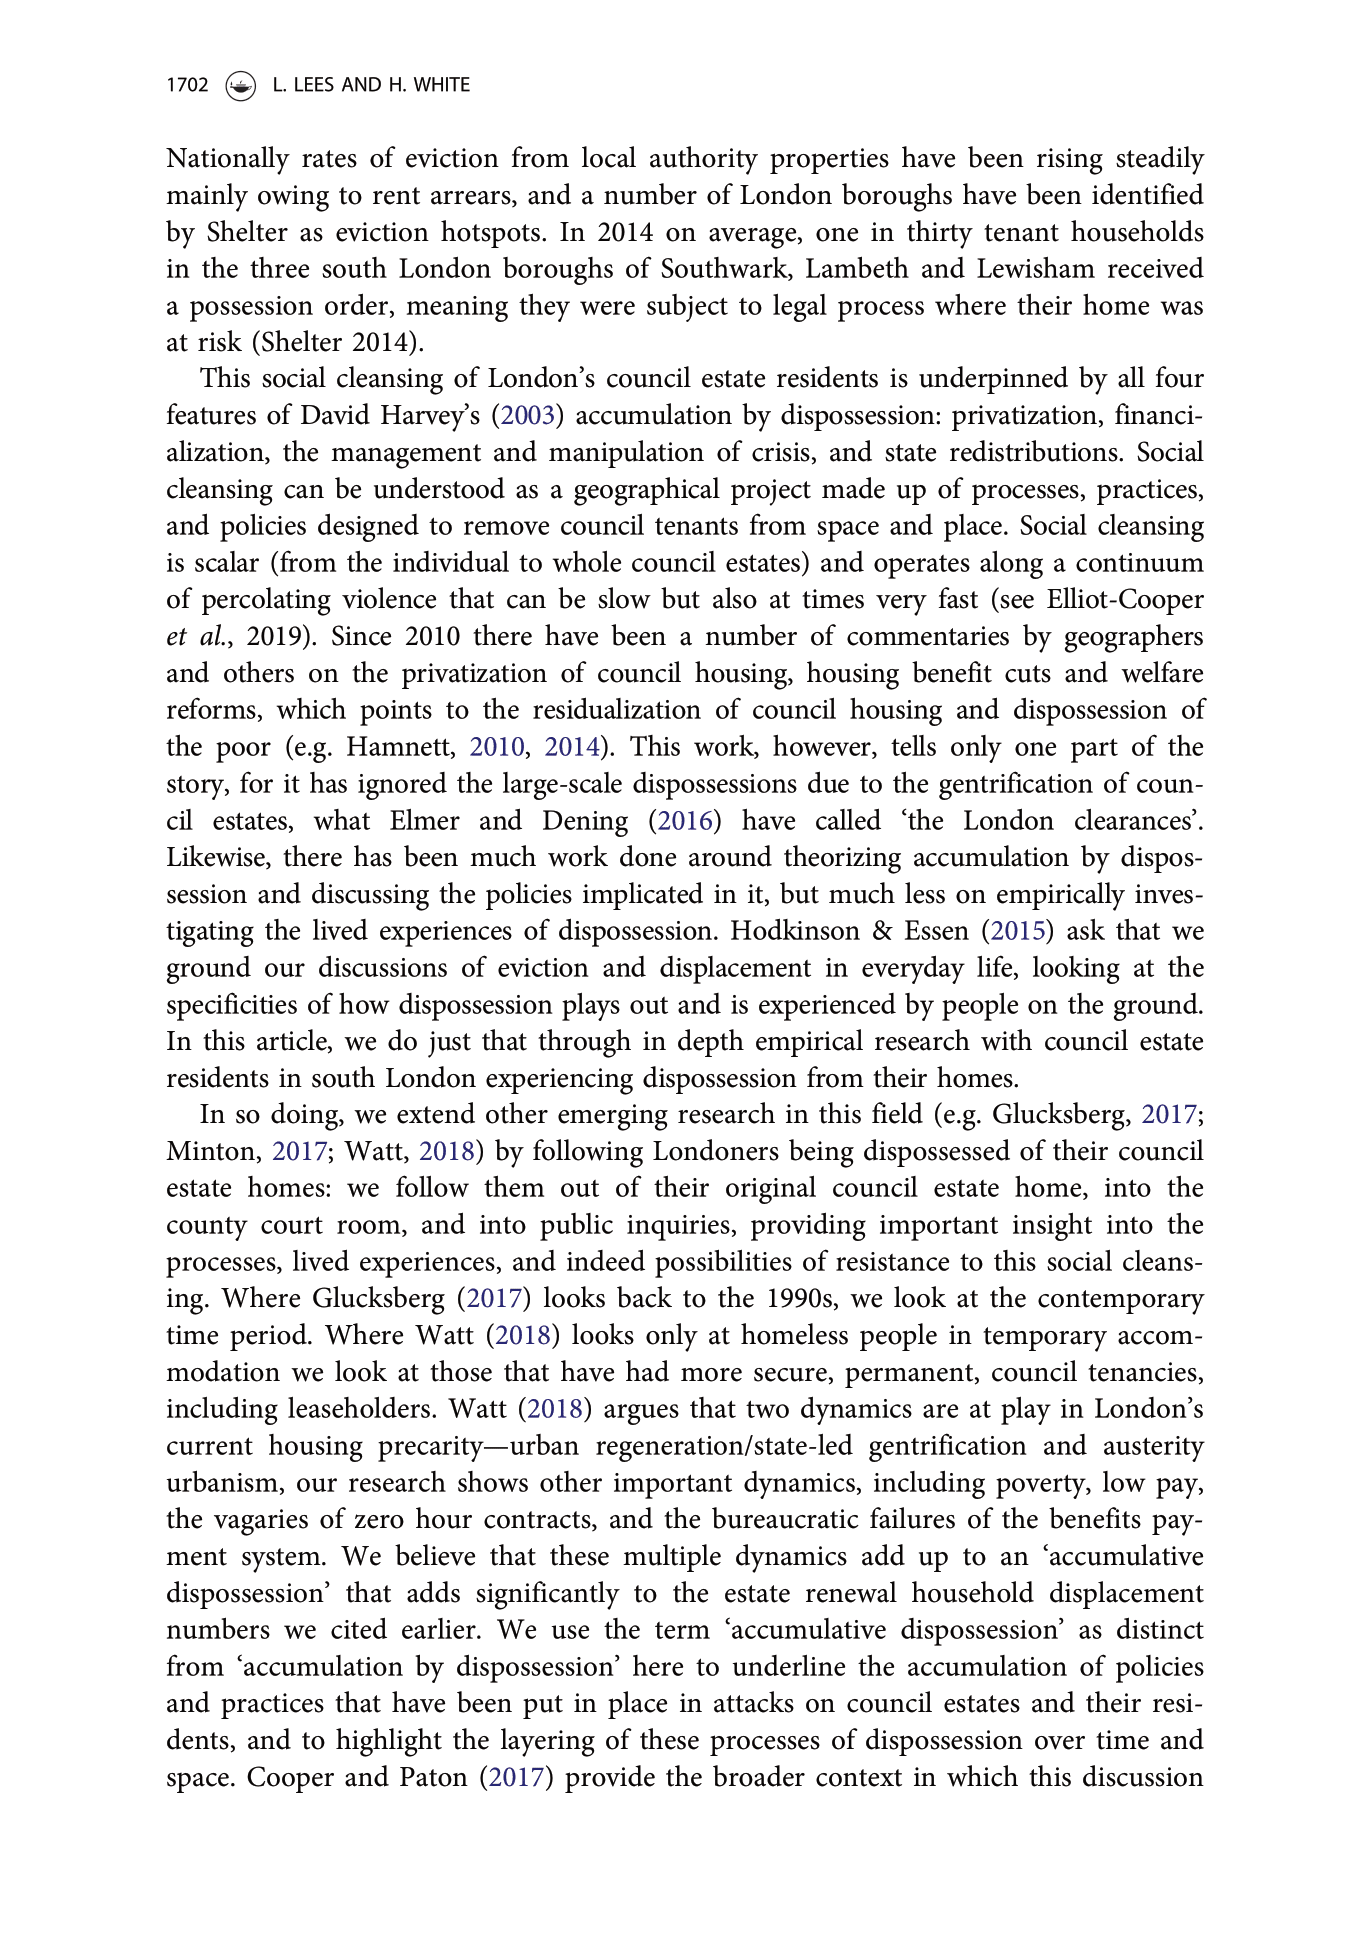 1702 L. LEES AND H. WHITE
Nationally rates of eviction from local authority properties have been rising steadily
mainly owing to rent arrears, and a number of London boroughs have been identified
by Shelter as eviction hotspots. In 2014 on average, one in thirty tenant households
in the three south London boroughs of Southwark, Lambeth and Lewisham received
a possession order, meaning they were subject to legal process where their home was
at risk (Shelter 2014).
This social cleansing of London’s council estate residents is underpinned by all four
features of David Harvey’s (2003) accumulation by dispossession: privatization, financi-
alization, the management and manipulation of crisis, and state redistributions. Social
cleansing can be understood as a geographical project made up of processes, practices,
and policies designed to remove council tenants from space and place. Social cleansing
is scalar (from the individual to whole council estates) and operates along a continuum
of percolating violence that can be slow but also at times very fast (see Elliot-Cooper
et al., 2019). Since 2010 there have been a number of commentaries by geographers
and others on the privatization of council housing, housing benefit cuts and welfare
reforms, which points to the residualization of council housing and dispossession of
the poor (e.g. Hamnett, 2010, 2014). This work, however, tells only one part of the
story, for it has ignored the large-scale dispossessions due to the gentrification of coun-
cil estates, what Elmer and Dening (2016) have called ‘the London clearances’.
Likewise, there has been much work done around theorizing accumulation by dispos-
session and discussing the policies implicated in it, but much less on empirically inves-
tigating the lived experiences of dispossession. Hodkinson & Essen (2015) ask that we
ground our discussions of eviction and displacement in everyday life, looking at the
specificities of how dispossession plays out and is experienced by people on the ground.
In this article, we do just that through in depth empirical research with council estate
residents in south London experiencing dispossession from their homes.
In so doing, we extend other emerging research in this field (e.g. Glucksberg, 2017;
Minton, 2017; Watt, 2018) by following Londoners being dispossessed of their council
estate homes: we follow them out of their original council estate home, into the
county court room, and into public inquiries, providing important insight into the
processes, lived experiences, and indeed possibilities of resistance to this social cleans-
ing. Where Glucksberg (2017) looks back to the 1990s, we look at the contemporary
time period. Where Watt (2018) looks only at homeless people in temporary accom-
modation we look at those that have had more secure, permanent, council tenancies,
including leaseholders. Watt (2018) argues that two dynamics are at play in London’s
current housing precarity—urban regeneration/state-led gentrification and austerity
urbanism, our research shows other important dynamics, including poverty, low pay,
the vagaries of zero hour contracts, and the bureaucratic failures of the benefits pay-
ment system. We believe that these multiple dynamics add up to an ‘accumulative
dispossession’ that adds significantly to the estate renewal household displacement
numbers we cited earlier. We use the term ‘accumulative dispossession’ as distinct
from ‘accumulation by dispossession’ here to underline the accumulation of policies
and practices that have been put in place in attacks on council estates and their resi-
dents, and to highlight the layering of these processes of dispossession over time and
space. Cooper and Paton (2017) provide the broader context in which this discussion